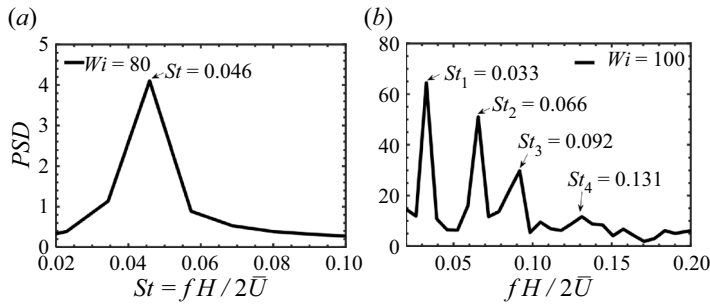 (a)
5
4
3
2
1
0
PSD
Wi = 80
St = 0.046
0.02
0.04
0.06
0.08
0.10
St = fH / 2Ū
(b)
80
60
40
20
0
Wi = 100
St₁ = 0.033
St₂ = 0.066
St₃ = 0.092
St₄ = 0.131
0.05
0.10
0.15
0.20
fH / 2Ū